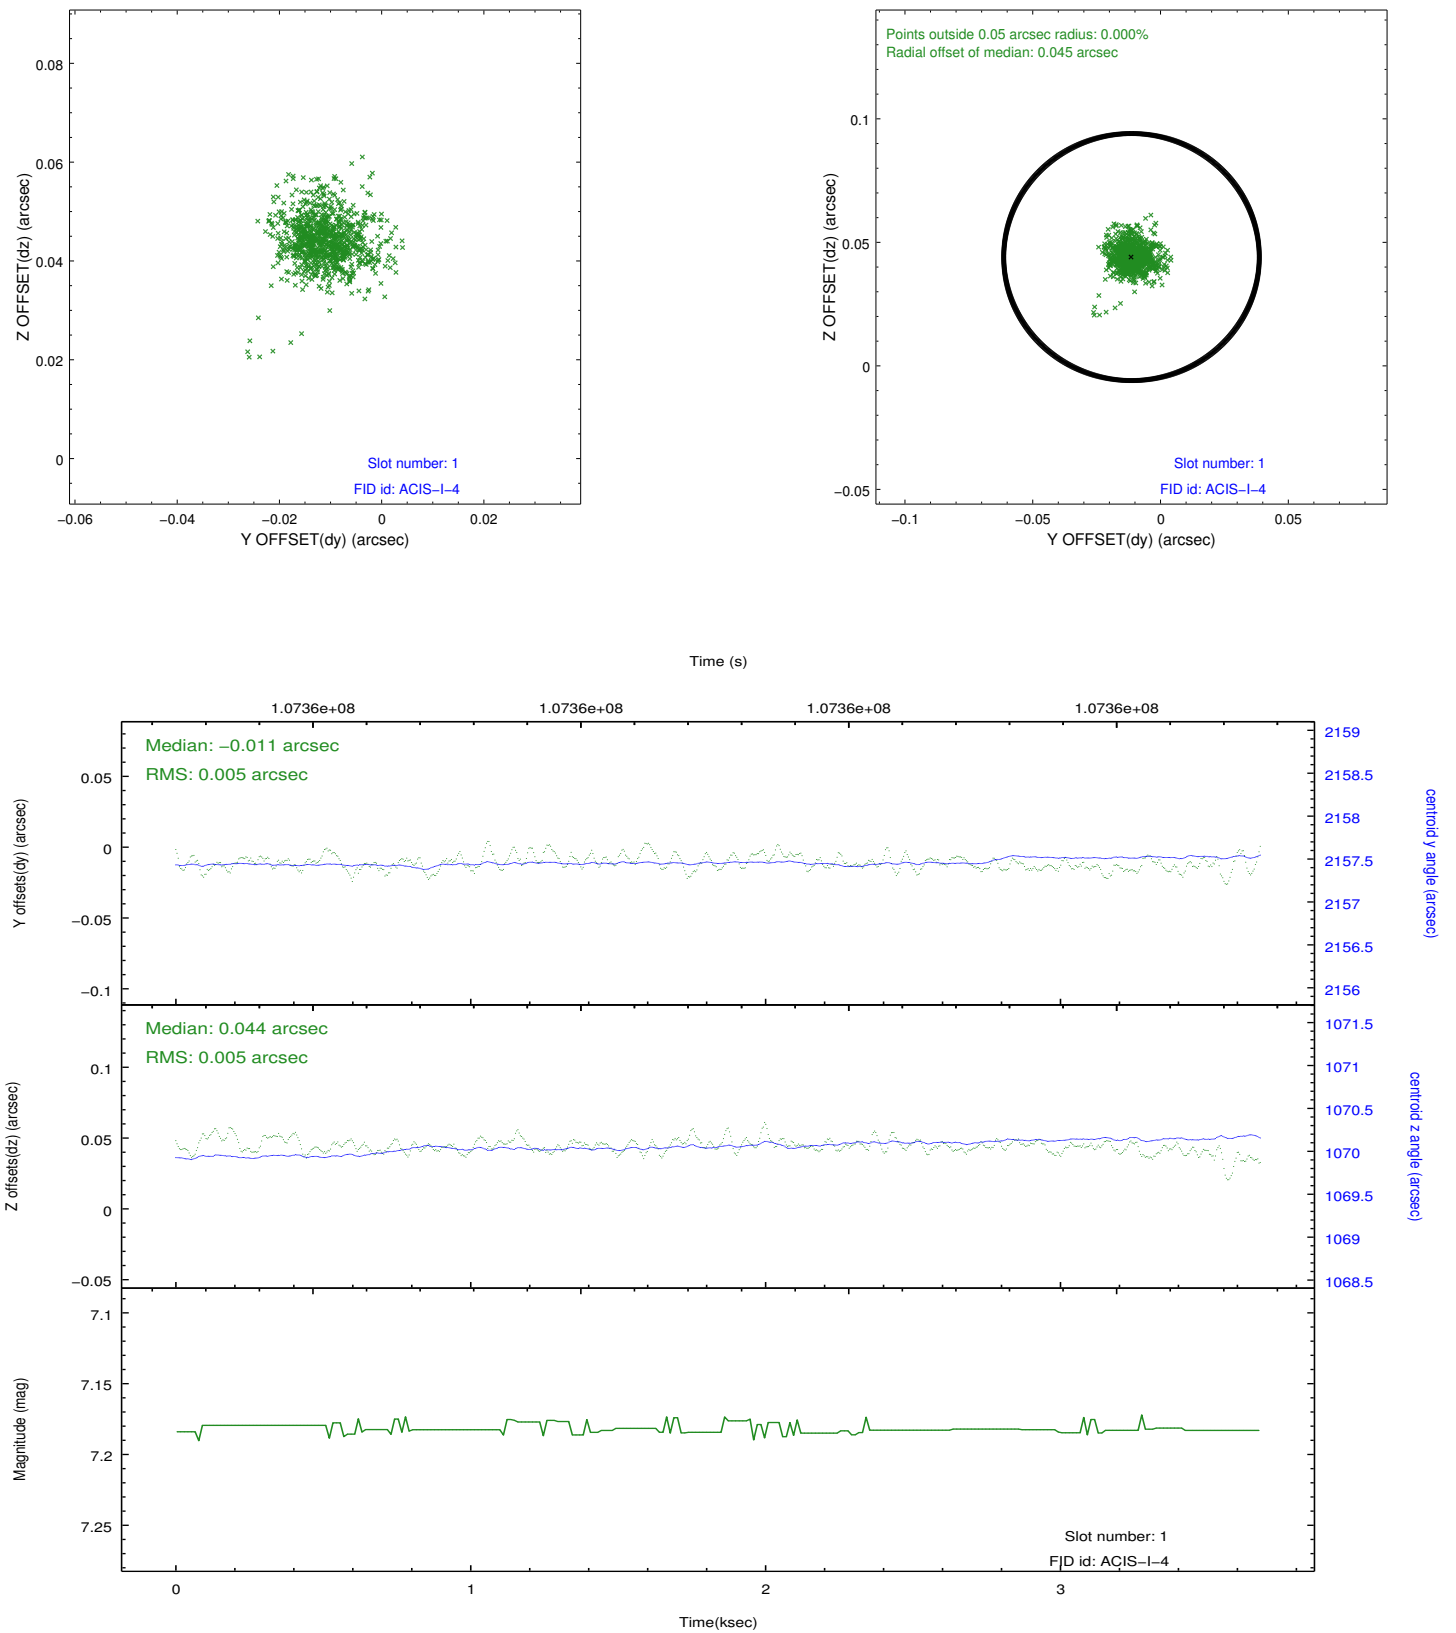 0.08
0.06
0.04
0.02
0
Z OFFSET(dz) (arcsec)
Slot number: 1
FID id: ACIS−I−4
−0.06
−0.04
−0.02
0
0.02
Y OFFSET(dy) (arcsec)
Points outside 0.05 arcsec radius: 0.000%
Radial offset of median: 0.045 arcsec
0.1
0.05
0
−0.05
Z OFFSET(dz) (arcsec)
Slot number: 1
FID id: ACIS−I−4
−0.1
−0.05
0
0.05
Y OFFSET(dy) (arcsec)
Time (s)
1.0736e+08
1.0736e+08
1.0736e+08
1.0736e+08
Median: −0.011 arcsec
RMS: 0.005 arcsec
0.05
0
−0.05
−0.1
Y offsets(dy) (arcsec)
2159
2158.5
2158
2157.5
2157
2156.5
2156
centroid y angle (arcsec)
Median: 0.044 arcsec
RMS: 0.005 arcsec
0.1
0.05
0
−0.05
Z offsets(dz) (arcsec)
1071.5
1071
1070.5
1070
1069.5
1069
1068.5
centroid z angle (arcsec)
7.1
7.15
7.2
7.25
Magnitude (mag)
Slot number: 1
FID id: ACIS−I−4
0
1
2
3
Time(ksec)